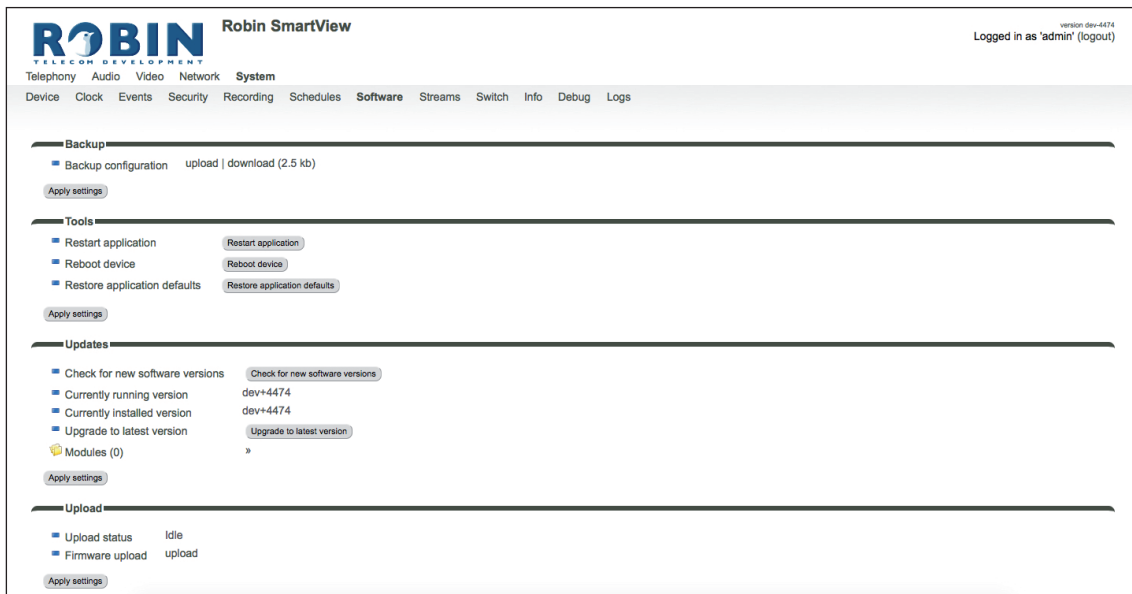 ROBIN
TELECOM DEVELOPMENT
Robin SmartView
version dev-4474
Logged in as 'admin' (logout)
Telephony Audio Video Network System
Device Clock Events Security Recording Schedules Software Streams Switch Info Debug Logs
Backup
Backup configuration upload | download (2.5 kb)
Apply settings
Tools
Restart application Restart application
Reboot device Reboot device
Restore application defaults Restore application defaults
Apply settings
Updates
Check for new software versions Check for new software versions
Currently running version dev+4474
Currently installed version dev+4474
Upgrade to latest version Upgrade to latest version
Modules (0) »
Apply settings
Upload
Upload status Idle
Firmware upload upload
Apply settings